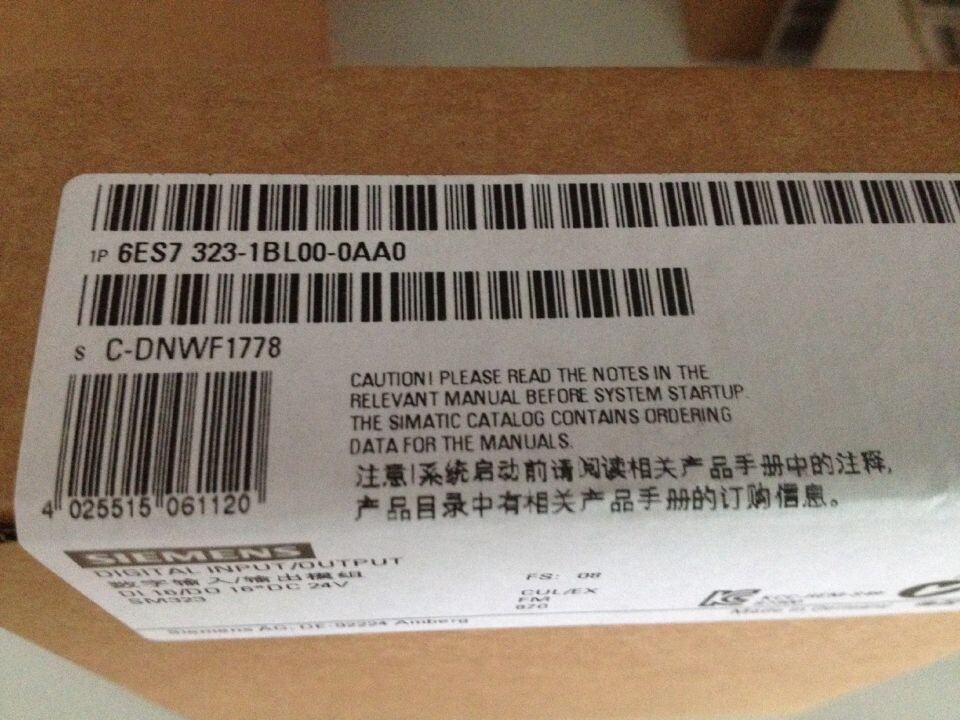 1P 6ES7 323-1BL00-0AA0
S C-DNWF1778
CAUTION! PLEASE READ THE NOTES IN THE
RELEVANT MANUAL BEFORE SYSTEM STARTUP.
THE SIMATIC CATALOG CONTAINS ORDERING
DATA FOR THE MANUALS.
注意!系统启动前请阅读相关产品手册中的注释,
产品目录中有相关产品手册的订购信息。
4 025515 061120
SIEMENS
DIGITAL INPUT/OUTPUT
数字输入/输出模组
DI 16/DO 16*DC 24V
SM323
FS: 08
CUL/EX
FM
Siemens AG, DE-92224 Amberg
Made in Germany